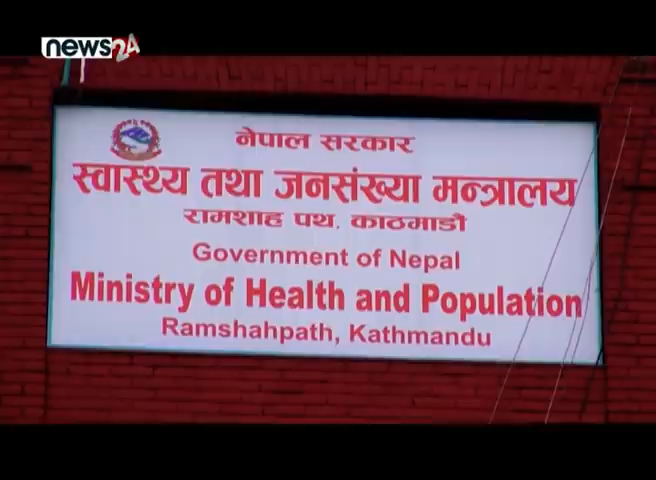 news24
नेपाल सरकार
स्वास्थ्य तथा जनसंख्या मन्त्रालय
रामशाह पथ, काठमाडौं
Government of Nepal
Ministry of Health and Population
Ramshahpath, Kathmandu